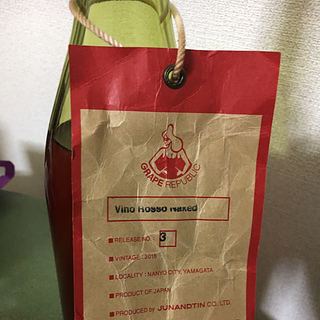 GRAPE REPUBLIC
Vino Rosso Naked
RELEASE NO. 3
VINTAGE : 2018
LOCALITY : NANYO CITY, YAMAGATA
PRODUCT OF JAPAN
PRODUCED by JUNANDTIN CO., LTD.